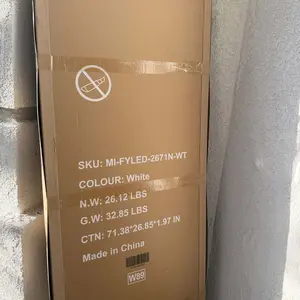 SKU: MI-FYLED-2671N-WT
COLOUR: White
N.W: 26.12 LBS
G.W: 32.85 LBS
CTN: 71.38*26.85*1.97 IN
Made in China
W89